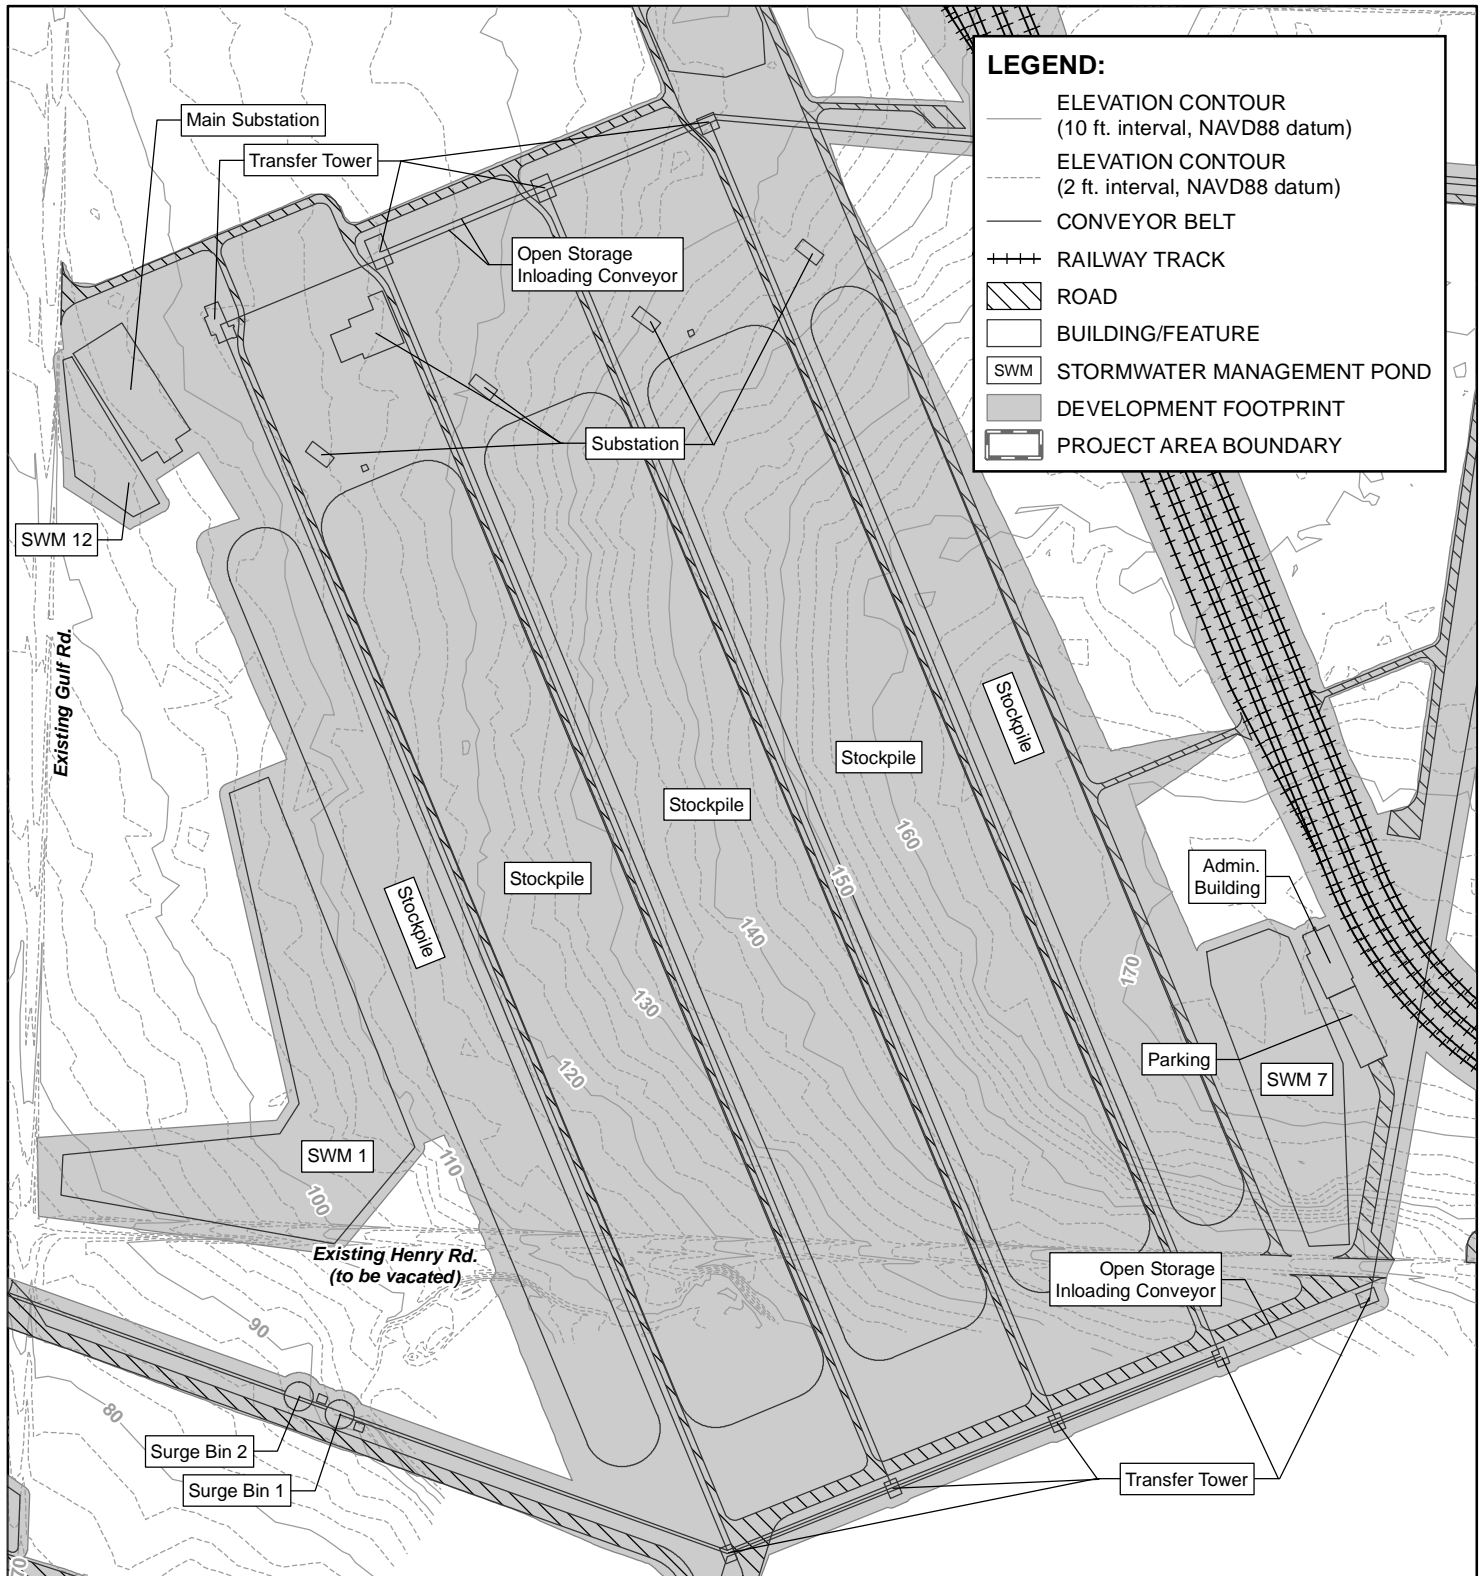 LEGEND:
ELEVATION CONTOUR
(10 ft. interval, NAVD88 datum)
ELEVATION CONTOUR
(2 ft. interval, NAVD88 datum)
CONVEYOR BELT
RAILWAY TRACK
ROAD
BUILDING/FEATURE
SWM
STORMWATER MANAGEMENT POND
DEVELOPMENT FOOTPRINT
PROJECT AREA BOUNDARY
Main Substation
Transfer Tower
Open Storage
Inloading Conveyor
Substation
SWM 12
Existing Gulf Rd.
Stockpile
Stockpile
Stockpile
Stockpile
Stockpile
160
150
140
130
120
110
100
170
90
80
70
Admin.
Building
Parking
SWM 7
SWM 1
Existing Henry Rd.
(to be vacated)
Open Storage
Inloading Conveyor
Surge Bin 2
Surge Bin 1
Transfer Tower